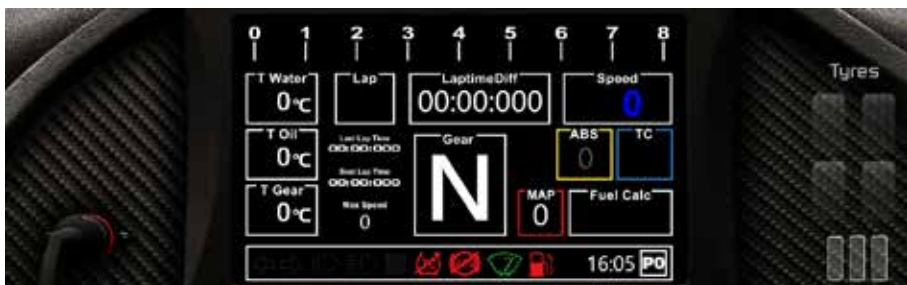 0 1 2 3 4 5 6 7 8
T Water Lap LaptimeDiff Speed
0°C 00:00:000 0
Tyres
T Oil Last Lap Time Gear ABS TC
0°C 00:00:000 N 0
Best Lap Time
00:00:000
T Gear Max Speed MAP Fuel Calc
0°C 0 0
16:05 PO